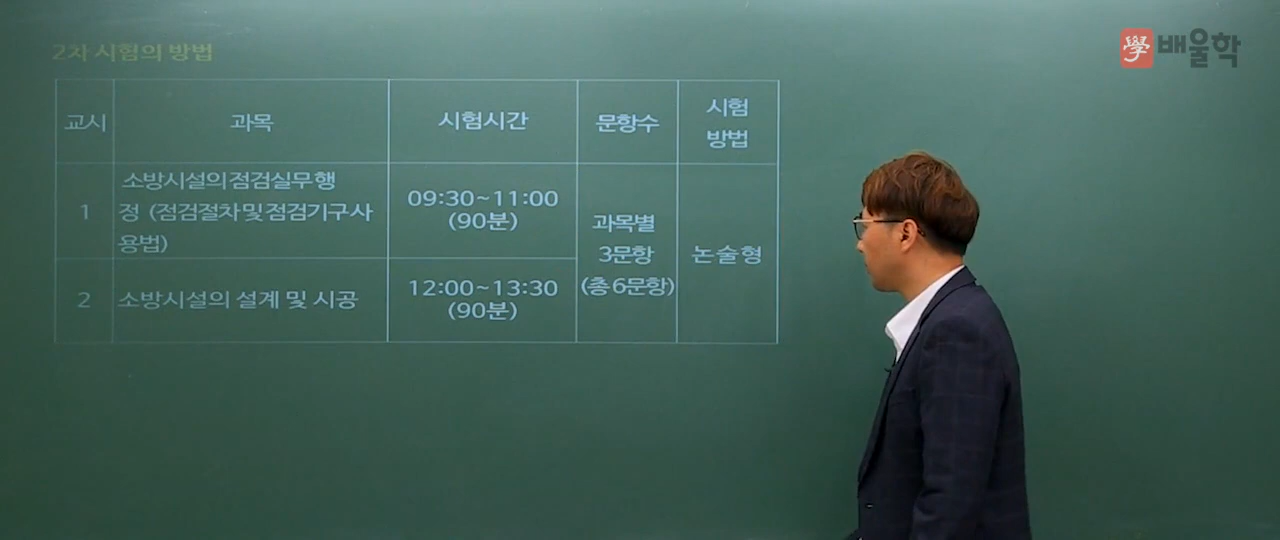 2차 시험의 방법
學 배울학
교시
과목
시험시간
문항수
시험
방법
1
소방시설의 점검실무행
정 (점검절차 및 점검기구 사
용법)
09:30~11:00
(90분)
과목별
3문항
(총 6문항)
논술형
2
소방시설의 설계 및 시공
12:00~13:30
(90분)